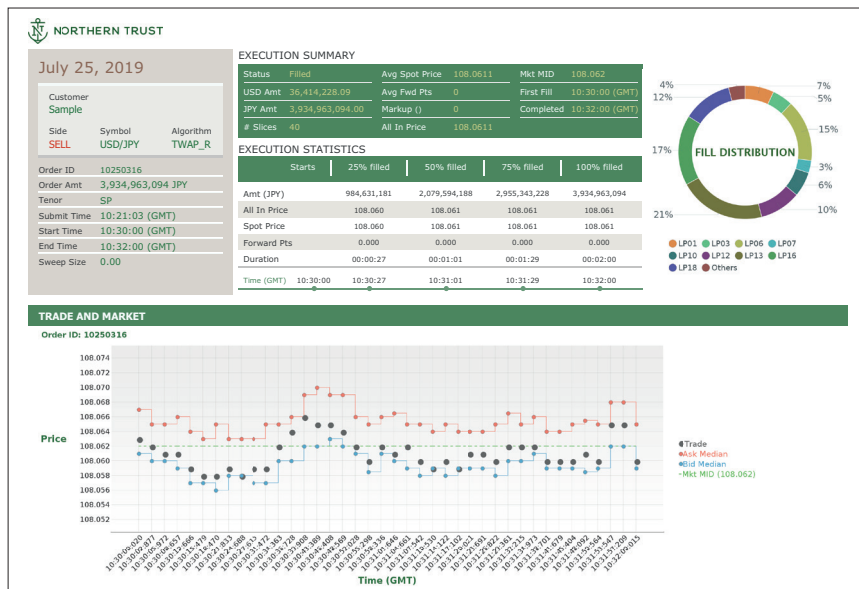 NORTHERN TRUST
July 25, 2019
Customer
Sample
Side Symbol Algorithm
SELL USD/JPY TWAP_R
Order ID 10250316
Order Amt 3,934,963,094 JPY
Tenor SP
Submit Time 10:21:03 (GMT)
Start Time 10:30:00 (GMT)
End Time 10:32:00 (GMT)
Sweep Size 0.00
EXECUTION SUMMARY
Status Filled Avg Spot Price 108.0611 Mkt MID 108.062
USD Amt 36,414,228.09 Avg Fwd Pts 0 First Fill 10:30:00 (GMT)
JPY Amt 3,934,963,094.00 Markup () 0 Completed 10:32:00 (GMT)
# Slices 40 All In Price 108.0611
EXECUTION STATISTICS
Starts 25% filled 50% filled 75% filled 100% filled
Amt (JPY) 984,631,181 2,079,594,188 2,955,343,228 3,934,963,094
All In Price 108.060 108.061 108.061 108.061
Spot Price 108.060 108.061 108.061 108.061
Forward Pts 0.000 0.000 0.000 0.000
Duration 00:00:27 00:01:01 00:01:29 00:02:00
Time (GMT) 10:30:00 10:30:27 10:31:01 10:31:29 10:32:00
4% 7%
12% 5%
15%
17% FILL DISTRIBUTION
3%
6%
21% 10%
LP01 LP03 LP06 LP07
LP10 LP12 LP13 LP16
LP18 Others
TRADE AND MARKET
Order ID: 10250316
108.074
108.072
108.070
108.068
108.066
108.064
Price
108.062
108.060
108.058
108.056
108.054
108.052
Trade
Ask Median
Bid Median
Mkt MID (108.062)
Time (GMT)